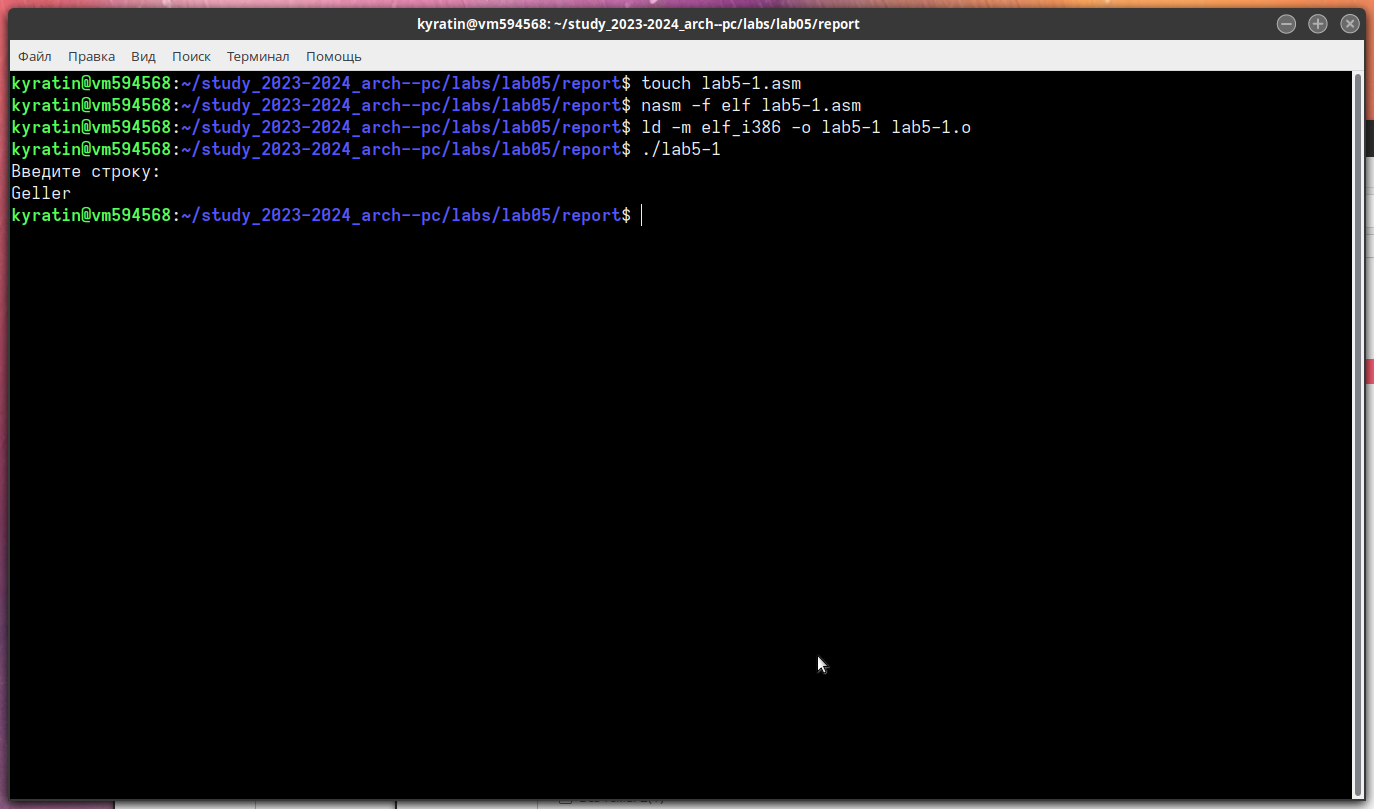 kyratin@vm594568: ~/study_2023-2024_arch--pc/labs/lab05/report
Файл Правка Вид Поиск Терминал Помощь
kyratin@vm594568:~/study_2023-2024_arch--pc/labs/lab05/report$ touch lab5-1.asm
kyratin@vm594568:~/study_2023-2024_arch--pc/labs/lab05/report$ nasm -f elf lab5-1.asm
kyratin@vm594568:~/study_2023-2024_arch--pc/labs/lab05/report$ ld -m elf_i386 -o lab5-1 lab5-1.o
kyratin@vm594568:~/study_2023-2024_arch--pc/labs/lab05/report$ ./lab5-1
Введите строку:
Geller
kyratin@vm594568:~/study_2023-2024_arch--pc/labs/lab05/report$